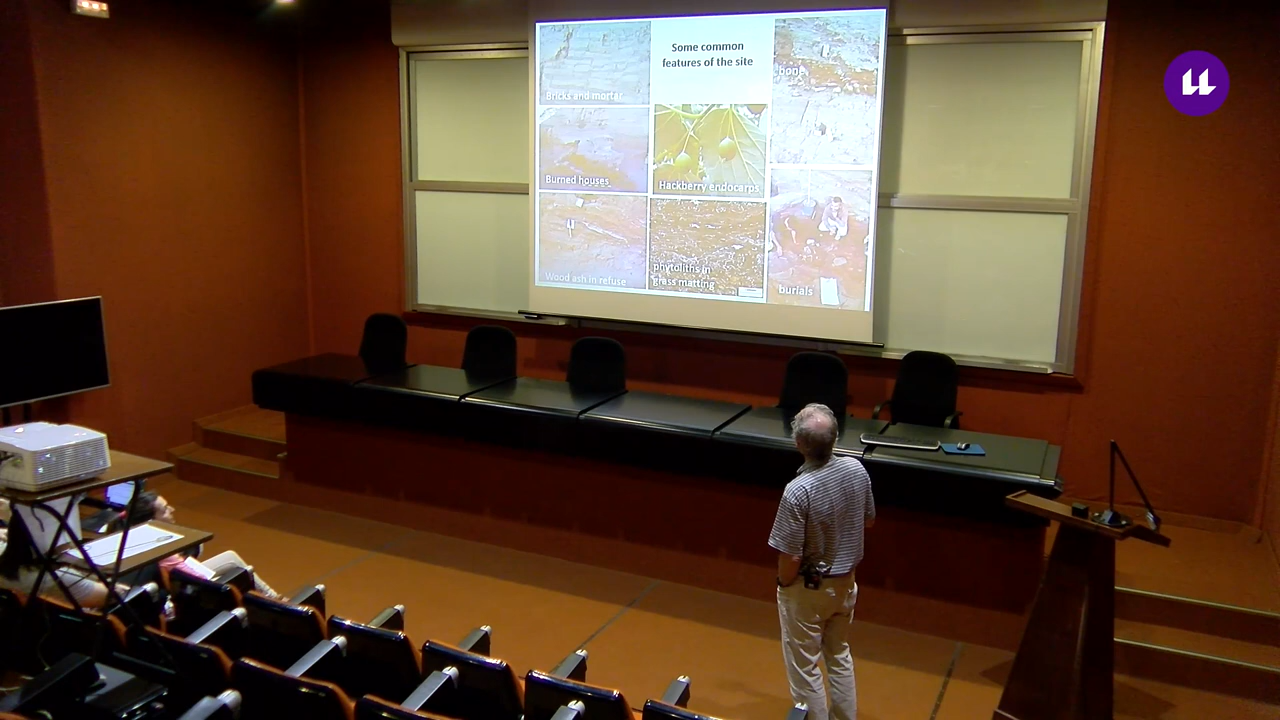 Some common
features of the site
bone
Bricks and mortar
Burned houses
Hackberry endocarps
Wood ash in refuse
phytoliths in
grass matting
burials